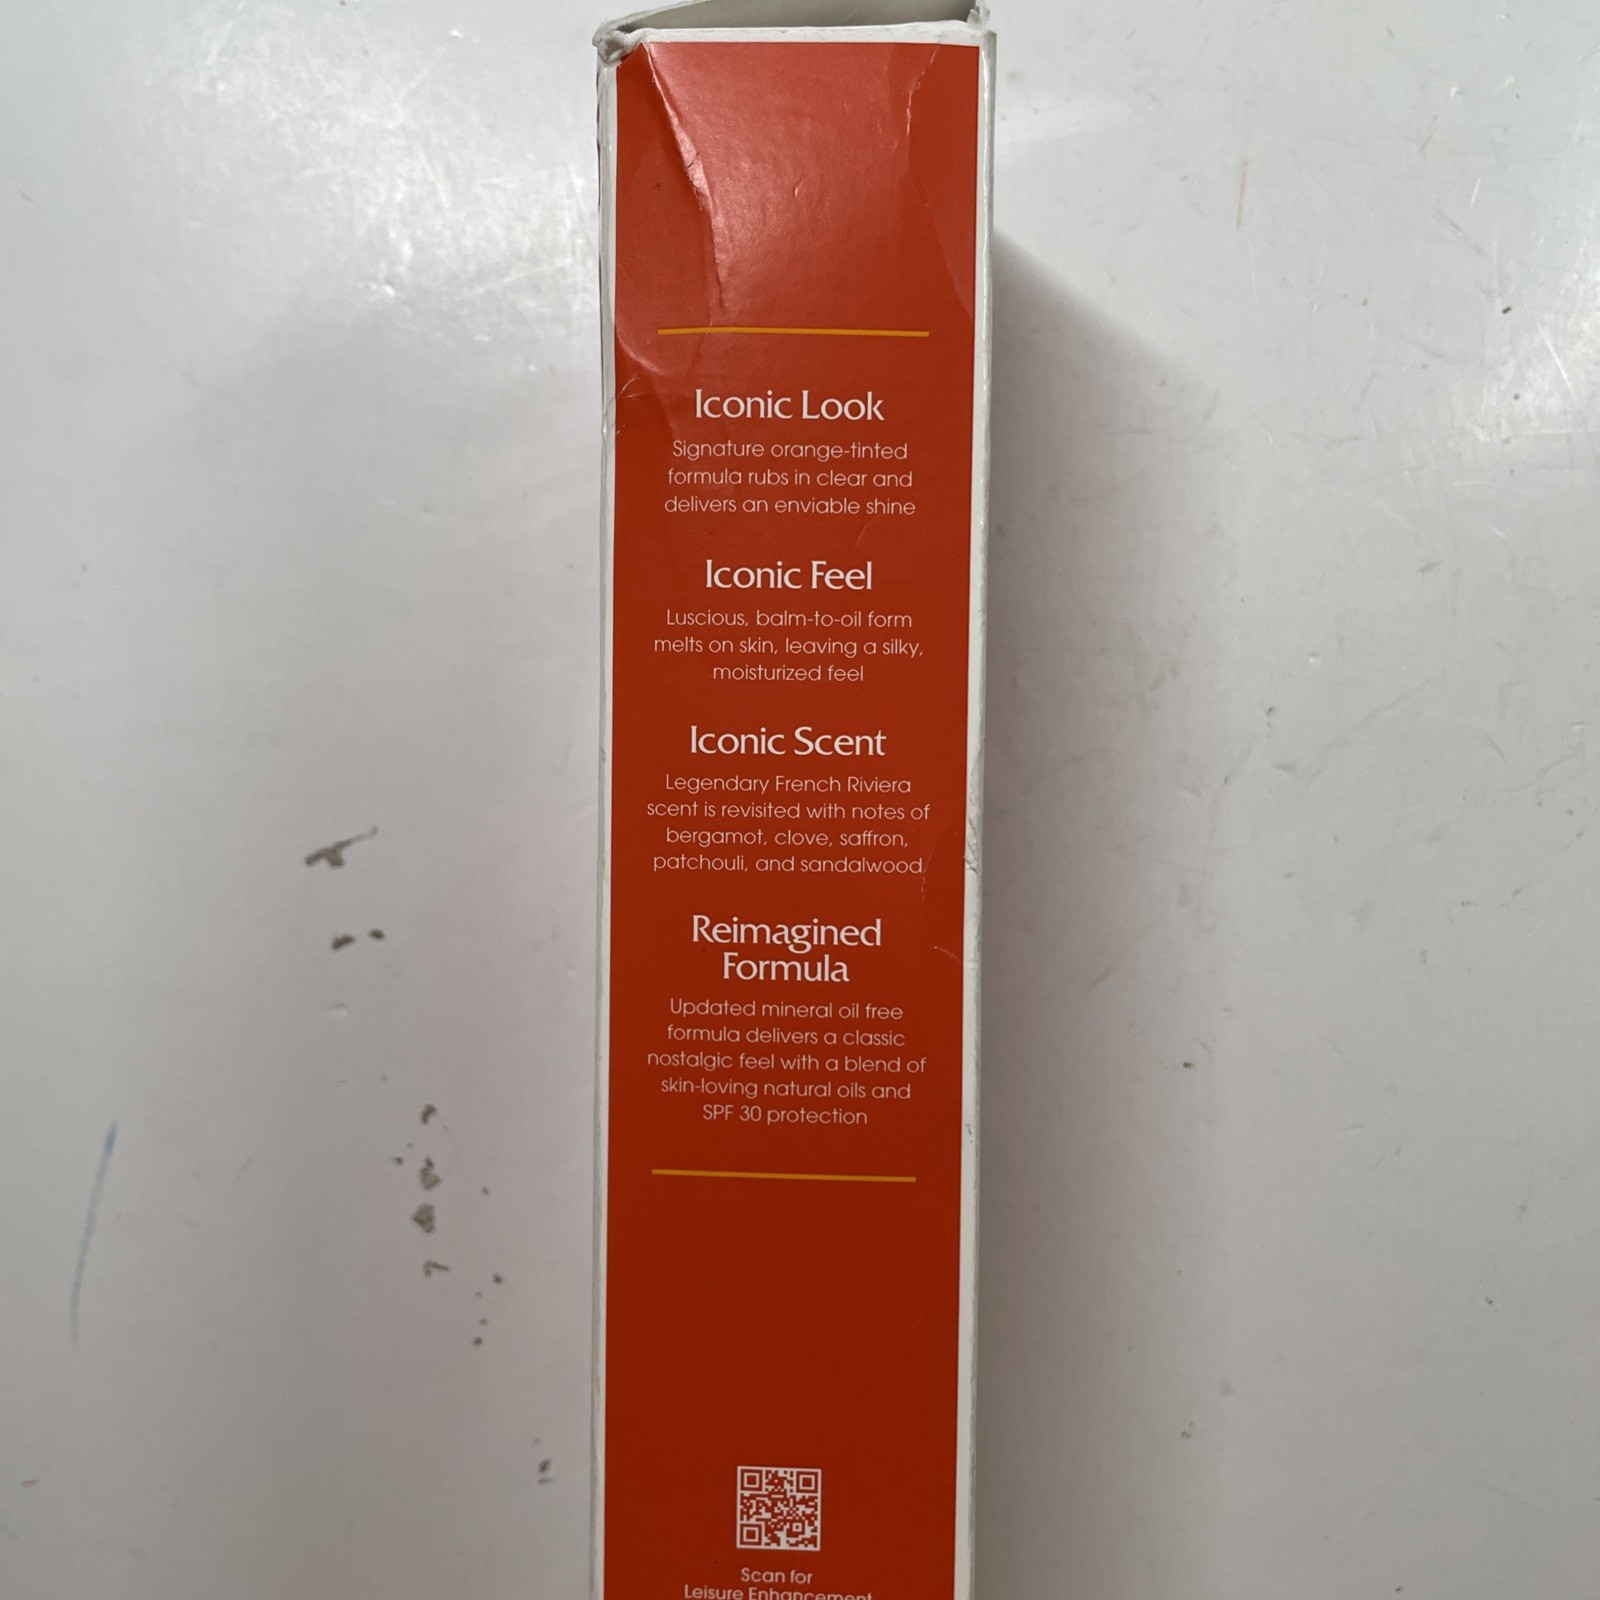 Iconic Look
Signature orange-tinted
formula rubs in clear and
delivers an enviable shine
Iconic Feel
Luscious, balm-to-oil form
melts on skin, leaving a silky,
moisturized feel
Iconic Scent
Legendary French Riviera
scent is revisited with notes of
bergamot, clove, saffron,
patchouli, and sandalwood
Reimagined
Formula
Updated mineral oil free
formula delivers a classic
nostalgic feel with a blend of
skin-loving natural oils and
SPF 30 protection
Scan for
Leisure Enhancement